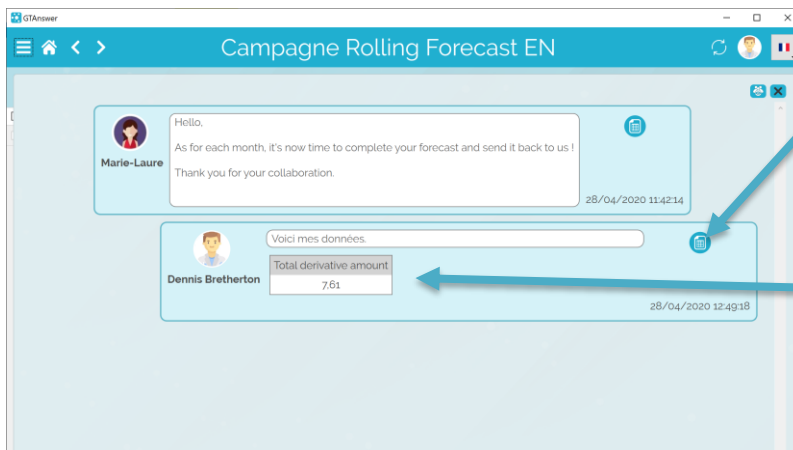 GTAnswer
Campagne Rolling Forecast EN
Hello,
As for each month, it's now time to complete your forecast and send it back to us !
Marie-Laure
Thank you for your collaboration.
28/04/2020 11:42:14
Voici mes données.
Total derivative amount
Dennis Bretherton
7,61
28/04/2020 12:49:18